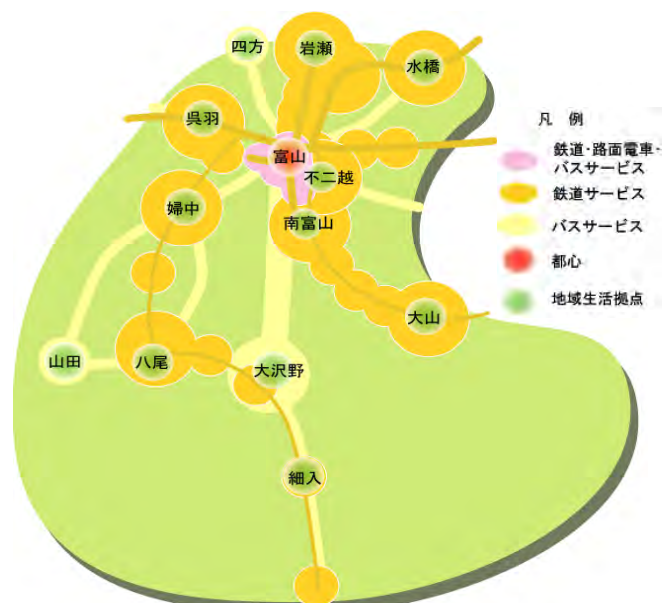 四方
岩瀬
水橋
呉羽
富山
不二越
婦中
南富山
大山
山田
八尾
大沢野
細入
凡 例
鉄道・路面電車・
バスサービス
鉄道サービス
バスサービス
都心
地域生活拠点